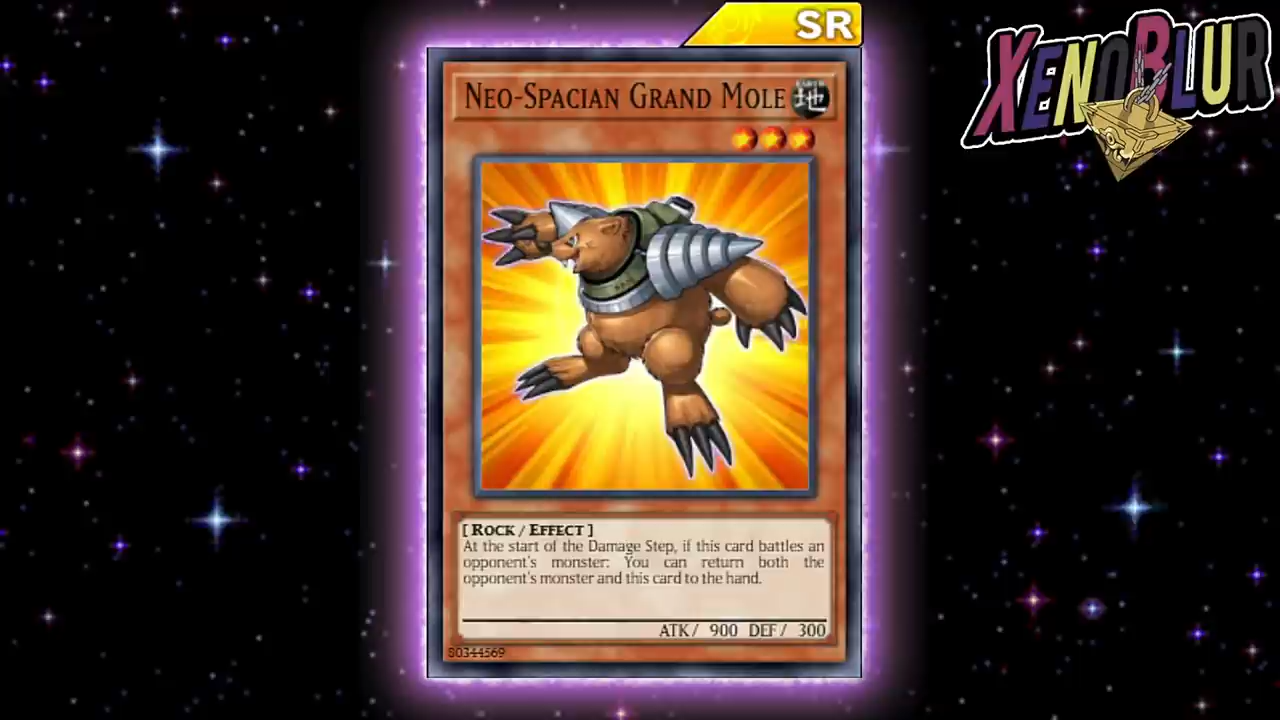 SR
XENOBLUR
NEO-SPACIAN GRAND MOLE
EARTH
地
[ ROCK / EFFECT ]
At the start of the Damage Step, if this card battles an
opponent's monster: You can return both the
opponent's monster and this card to the hand.
ATK/ 900 DEF/ 300
80344569